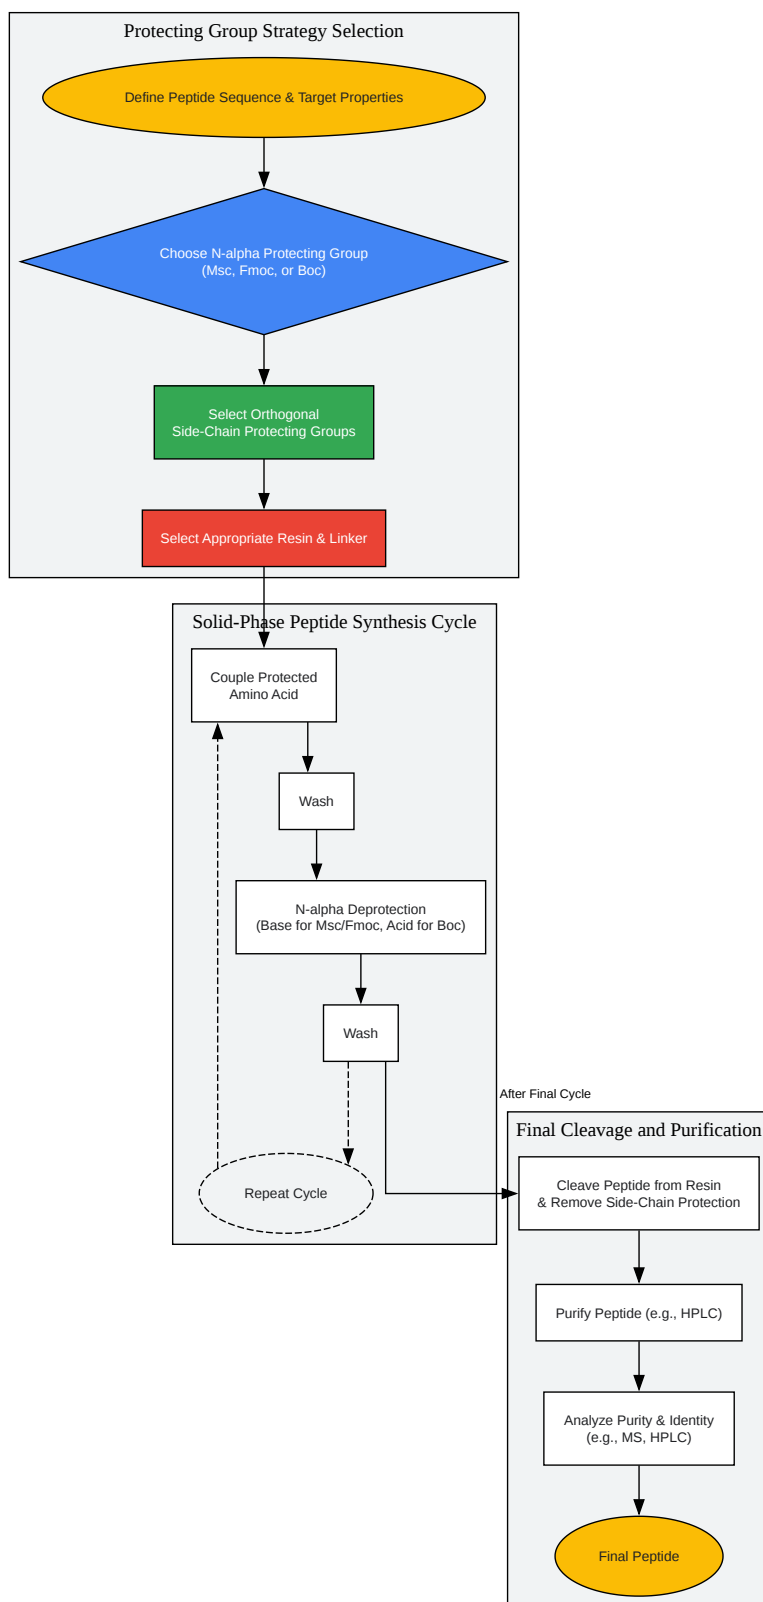 Protecting Group Strategy Selection
Define Peptide Sequence & Target Properties
Choose N-alpha Protecting Group
(Msc, Fmoc, or Boc)
Select Orthogonal
Side-Chain Protecting Groups
Select Appropriate Resin & Linker
Solid-Phase Peptide Synthesis Cycle
Couple Protected
Amino Acid
Wash
N-alpha Deprotection
(Base for Msc/Fmoc, Acid for Boc)
Wash
Repeat Cycle
After Final Cycle
Final Cleavage and Purification
Cleave Peptide from Resin
& Remove Side-Chain Protection
Purify Peptide (e.g., HPLC)
Analyze Purity & Identity
(e.g., MS, HPLC)
Final Peptide